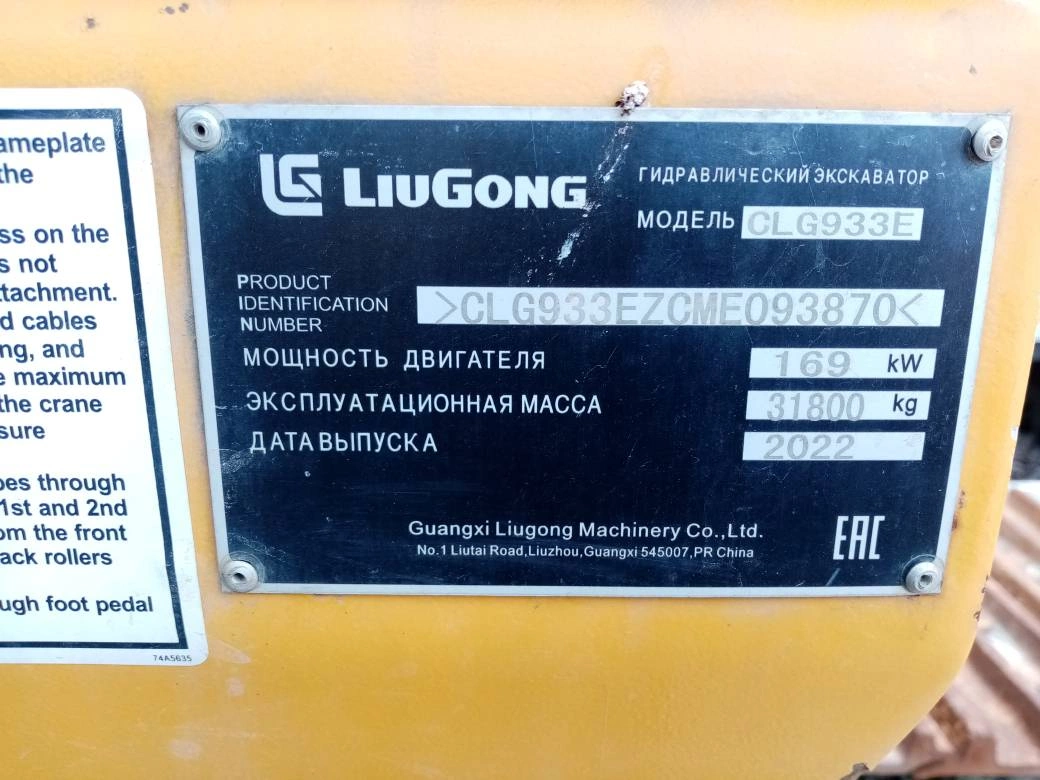 ameplate
the
ss on the
s not
ttachment.
d cables
ng, and
e maximum
the crane
sure
pes through
1st and 2nd
om the front
ack rollers
ugh foot pedal
74A5635
LG LIUGONG
ГИДРАВЛИЧЕСКИЙ ЭКСКАВАТОР
МОДЕЛЬ CLG933E
PRODUCT
IDENTIFICATION
NUMBER
>CLG933EZCME093870<
МОЩНОСТЬ ДВИГАТЕЛЯ 169 kW
ЭКСПЛУАТАЦИОННАЯ МАССА 31800 kg
ДАТА ВЫПУСКА 2022
Guangxi Liugong Machinery Co.,Ltd.
No.1 Liutai Road,Liuzhou,Guangxi 545007,PR China
EAC